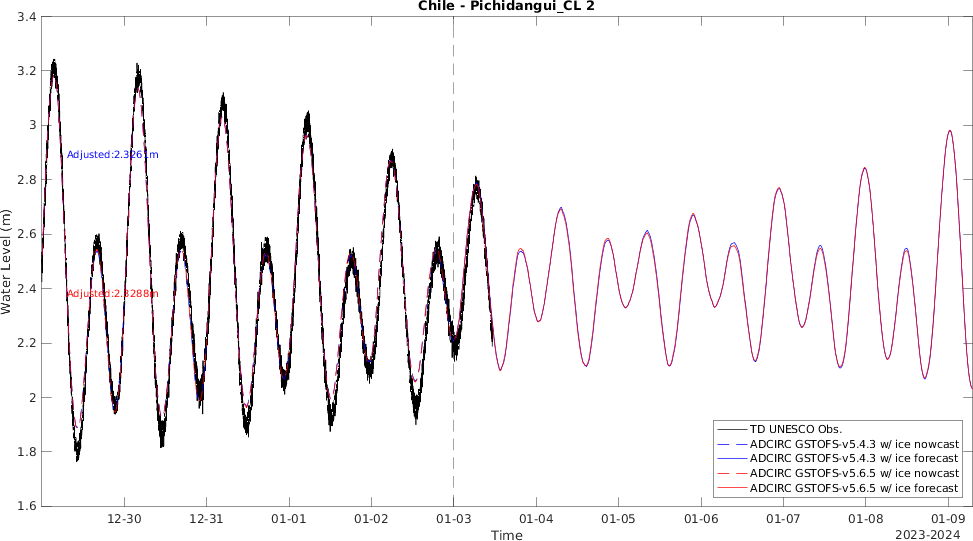 Chile - Pichidangui_CL 2
3.4
3.2
3
2.8
2.6
2.4
2.2
2
1.8
1.6
Water Level (m)
Adjusted:2.3261m
Adjusted:2.3288m
TD UNESCO Obs.
ADCIRC GSTOFS-v5.4.3 w/ ice nowcast
ADCIRC GSTOFS-v5.4.3 w/ ice forecast
ADCIRC GSTOFS-v5.6.5 w/ ice nowcast
ADCIRC GSTOFS-v5.6.5 w/ ice forecast
12-30 12-31 01-01 01-02 01-03 01-04 01-05 01-06 01-07 01-08 01-09
Time
2023-2024